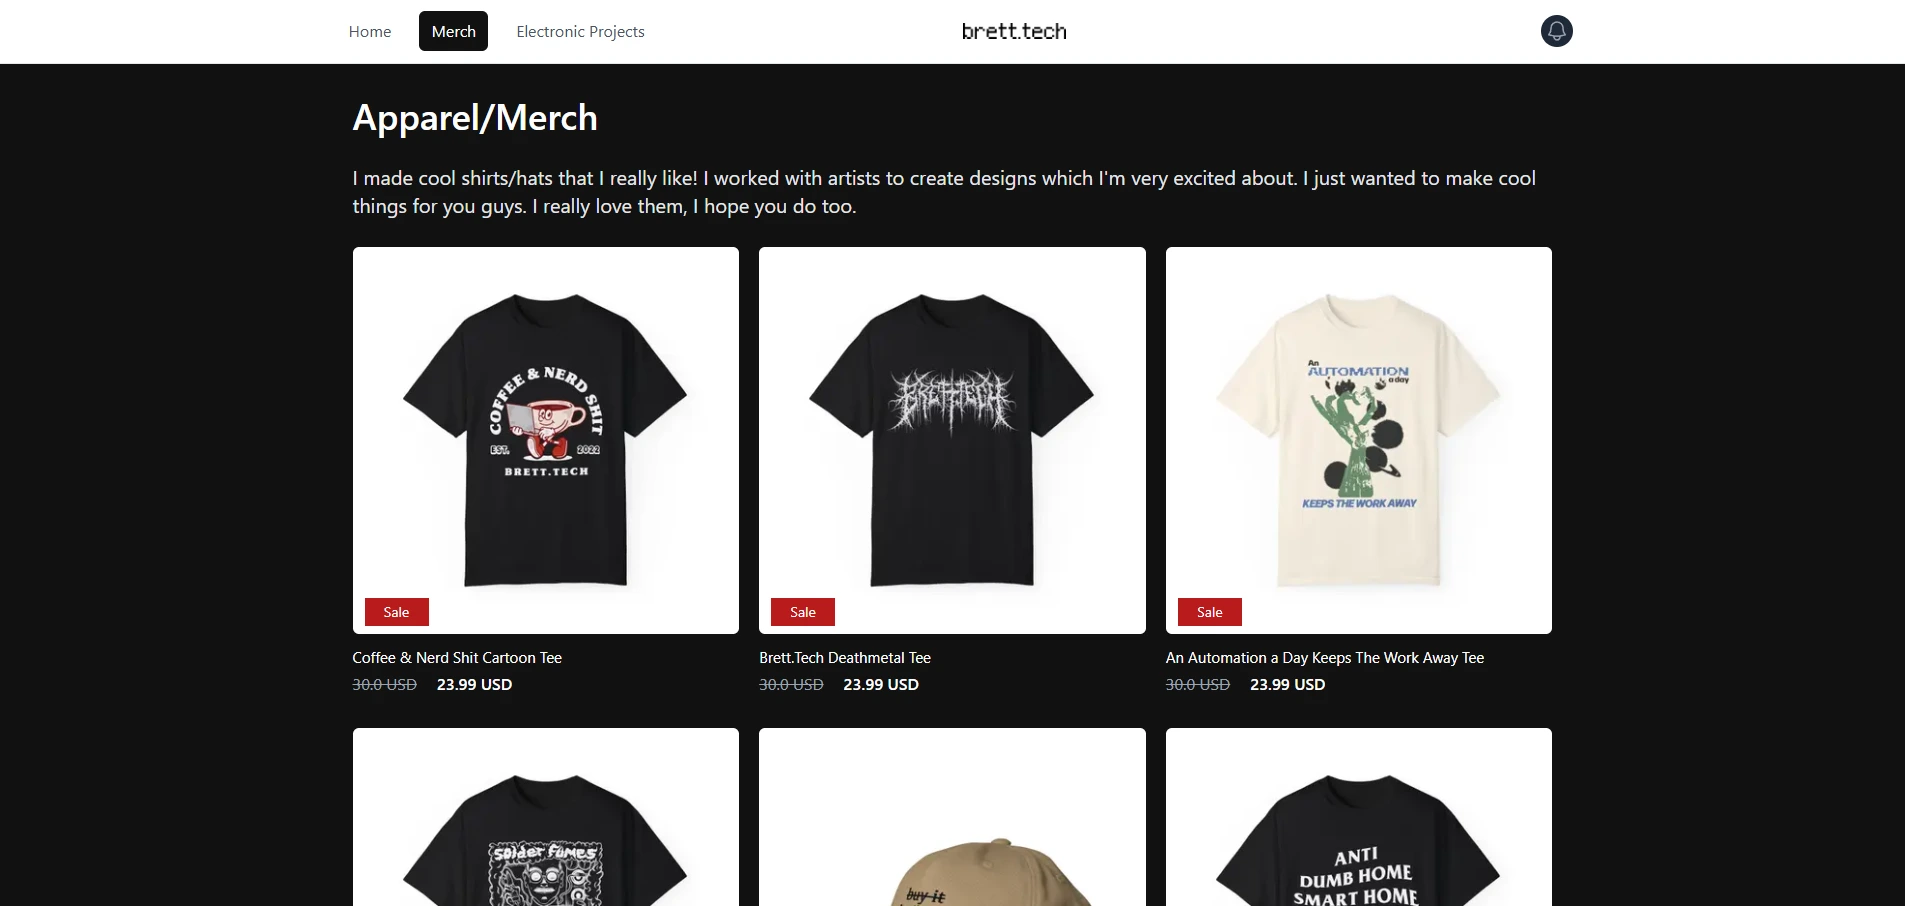 Home
Merch
Electronic Projects
brett.tech
Apparel/Merch
I made cool shirts/hats that I really like! I worked with artists to create designs which I'm very excited about. I just wanted to make cool
things for you guys. I really love them, I hope you do too.
COFFEE & NERD SHIT
EST. 2022
BRETT.TECH
Sale
Coffee & Nerd Shit Cartoon Tee
30.0 USD 23.99 USD
BRETT.TECH
Sale
Brett.Tech Deathmetal Tee
30.0 USD 23.99 USD
An
AUTOMATION
a day
KEEPS THE WORK AWAY
Sale
An Automation a Day Keeps The Work Away Tee
30.0 USD 23.99 USD
solder fumes
buy it
ANTI
DUMB HOME
SMART HOME